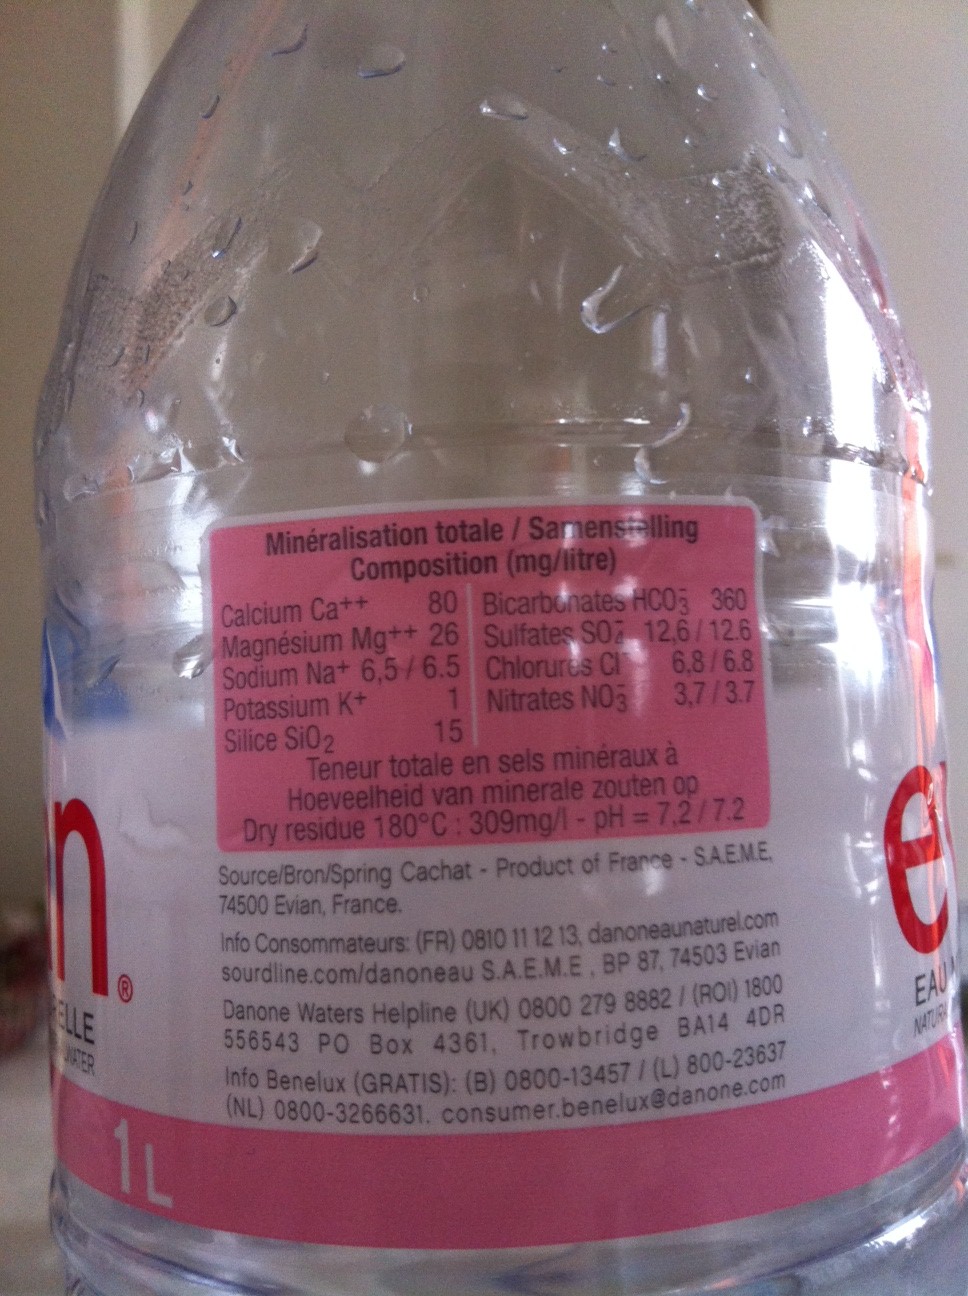 Minéralisation totale / Samenstelling
Composition (mg/litre)
Calcium Ca++ 80
Magnésium Mg++ 26
Sodium Na+ 6,5 / 6.5
Potassium K+ 1
Silice SiO2 15
Bicarbonates HCO3- 360
Sulfates SO4-- 12,6 / 12.6
Chlorures Cl- 6,8 / 6.8
Nitrates NO3- 3,7 / 3.7
Teneur totale en sels minéraux à
Hoeveelheid van minerale zouten op
Dry residue 180°C : 309mg/l - pH = 7,2 / 7.2
Source/Bron/Spring Cachat - Product of France - S.A.E.M.E,
74500 Evian, France.
Info Consommateurs: (FR) 0810 11 12 13, danoneaunaturel.com
sourdline.com/danoneau S.A.E.M.E , BP 87, 74503 Evian
Danone Waters Helpline (UK) 0800 279 8882 / (ROI) 1800
556543 PO Box 4361, Trowbridge BA14 4DR
Info Benelux (GRATIS): (B) 0800-13457 / (L) 800-23637
(NL) 0800-3266631, consumer.benelux@danone.com
n®
ELLE
1L
e
EAU